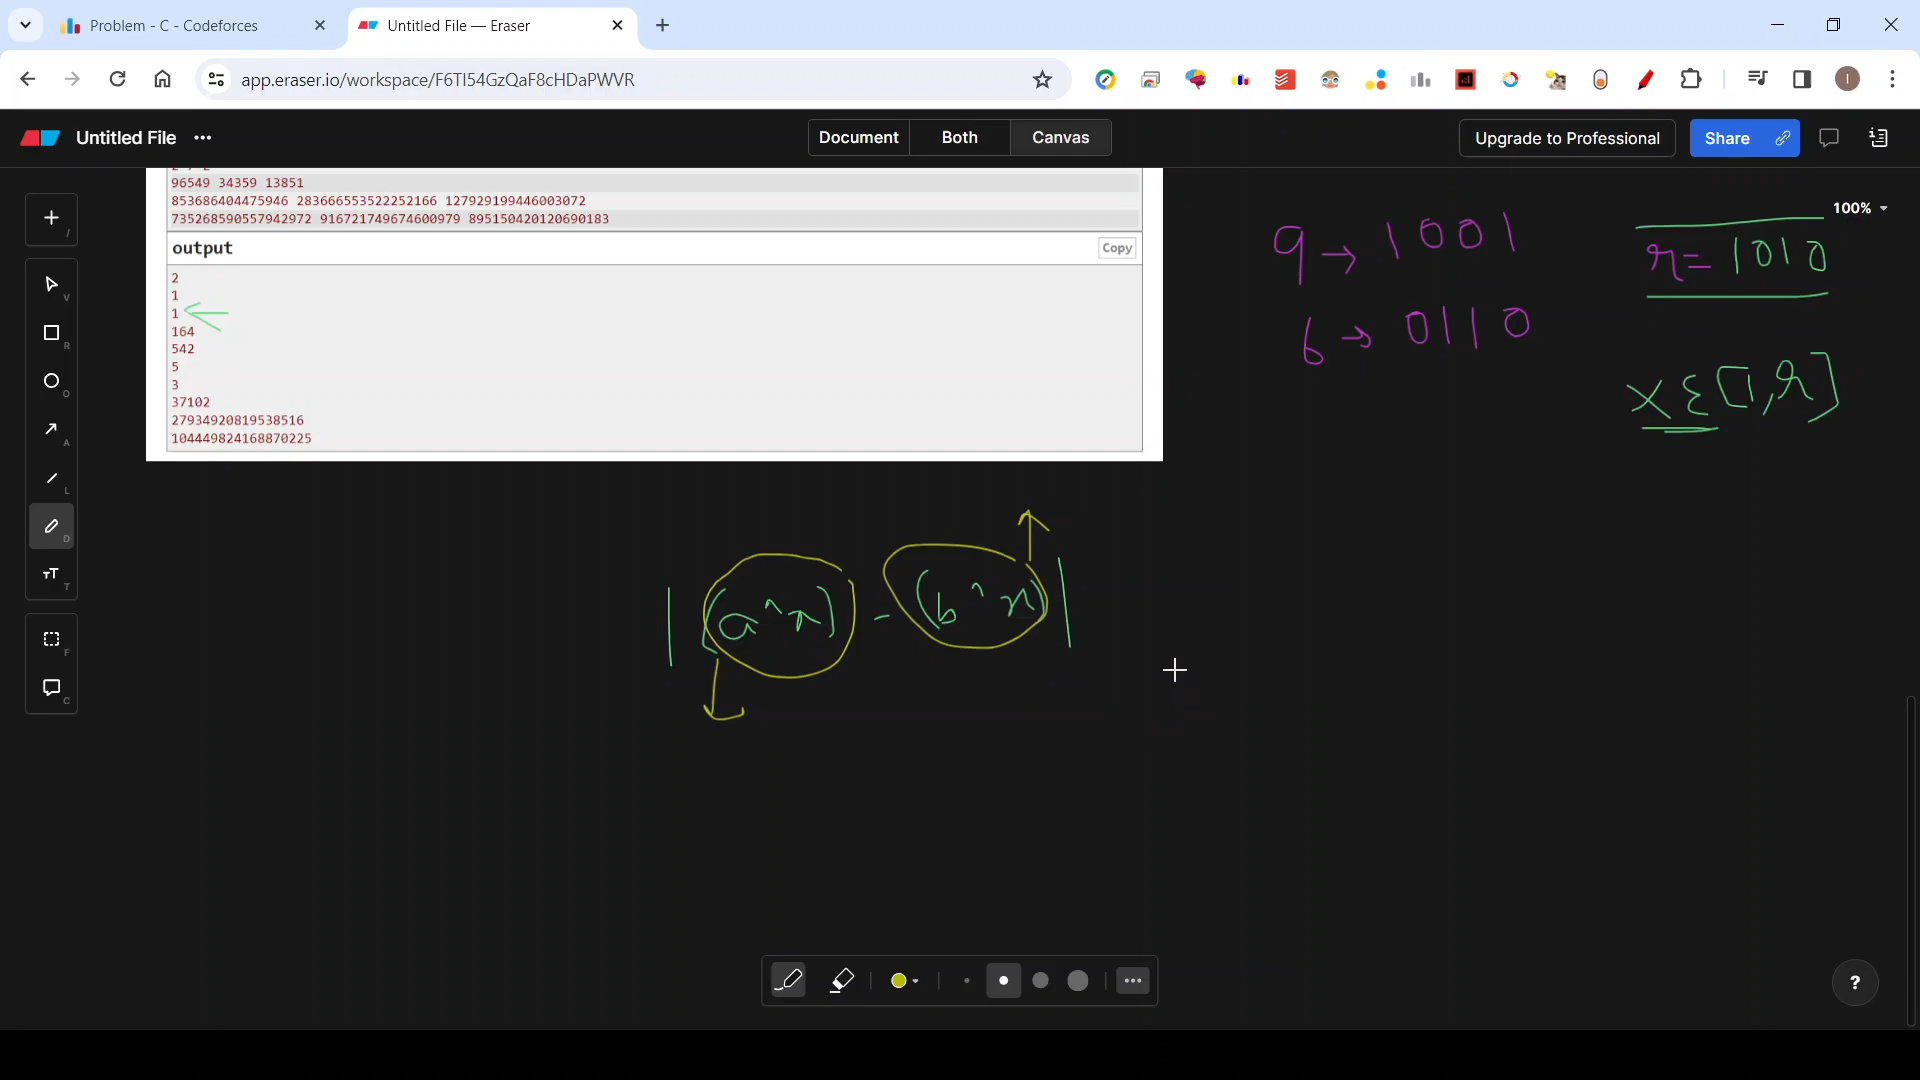 Problem - C - Codeforces
Untitled File — Eraser
app.eraser.io/workspace/F6TI54GzQaF8cHDaPWVR
I
Untitled File
Document Both Canvas
Upgrade to Professional
Share
96549 34359 13851
853686404475946 283666553522252166 127929199446003072
735268590557942972 916721749674600979 895150420120690183
output
Copy
2
1
1
164
542
5
3
37102
27934920819538516
104449824168870225
9 → 1001
6 → 0110
100%
r = 1010
x ε [1, r]
| (a ^ x) - (b ^ x) |
/
V
R
O
A
L
D
тT
T
F
C
?